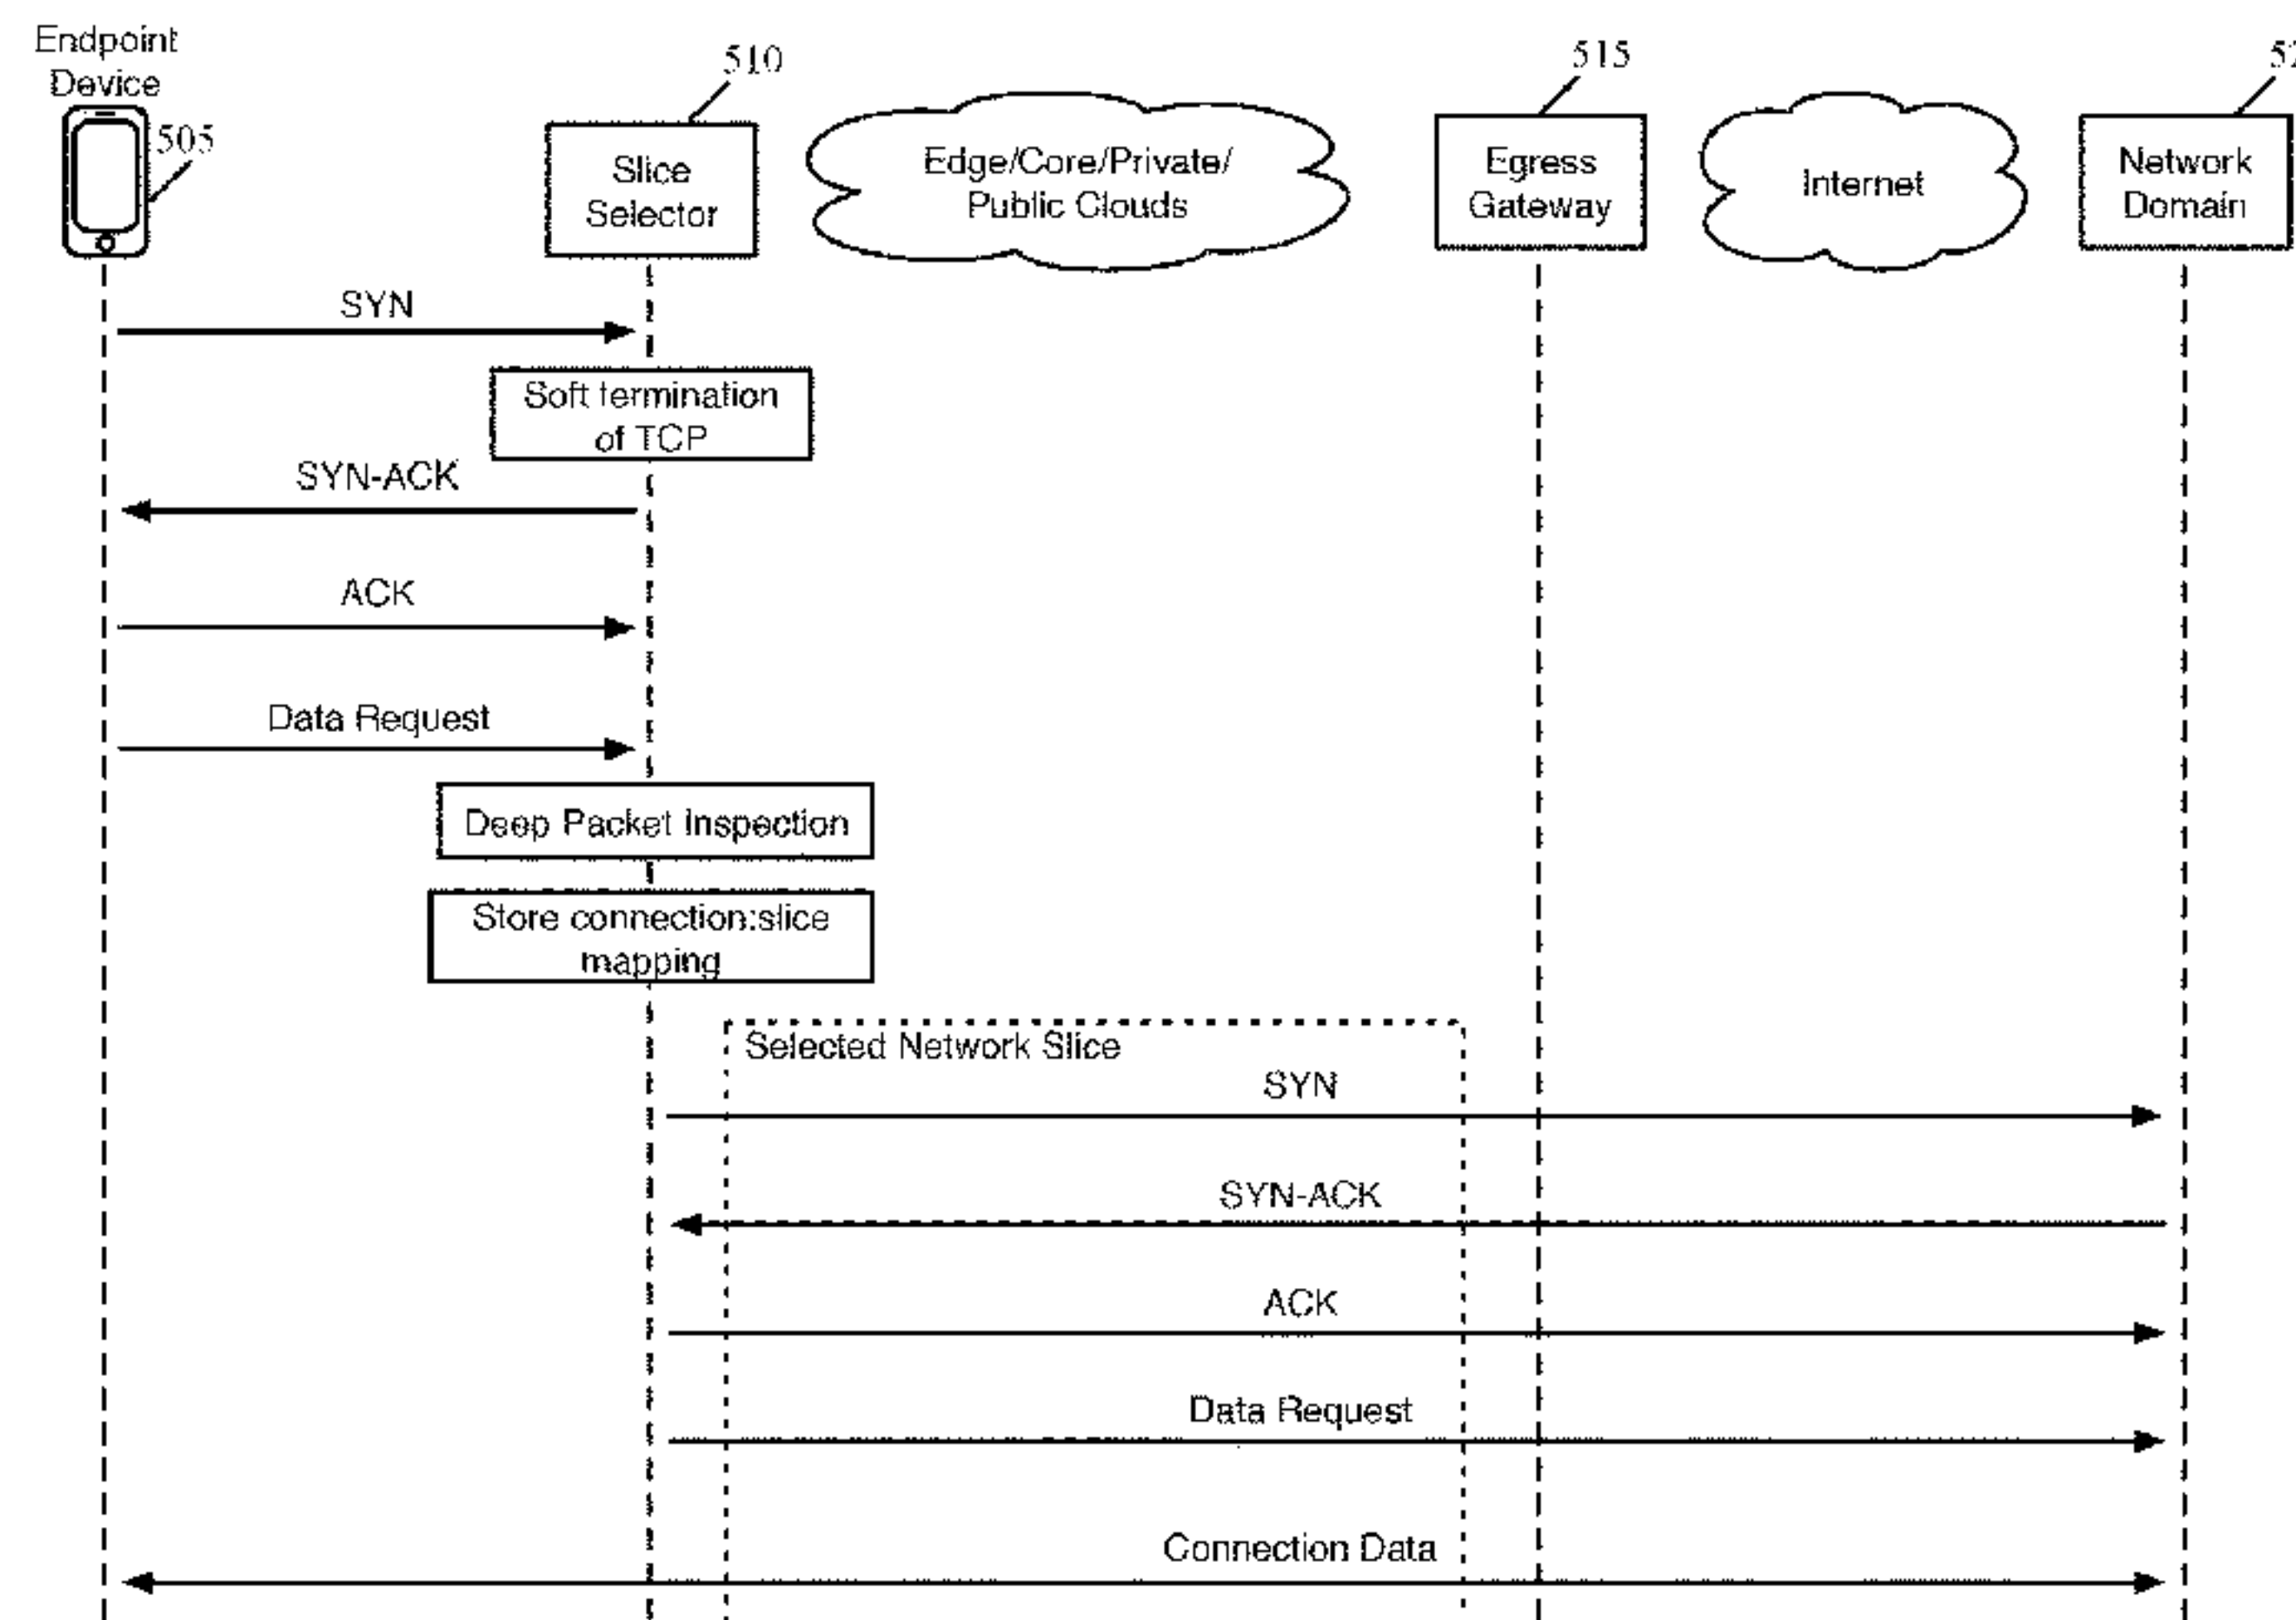 Endpoint
Device
505
510
Slice
Selector
Edge/Core/Private/
Public Clouds
515
Egress
Gateway
Internet
Network
Domain
SYN
Soft termination
of TCP
SYN-ACK
ACK
Data Request
Deep Packet Inspection
Store connection:slice
mapping
Selected Network Slice
SYN
SYN-ACK
ACK
Data Request
Connection Data